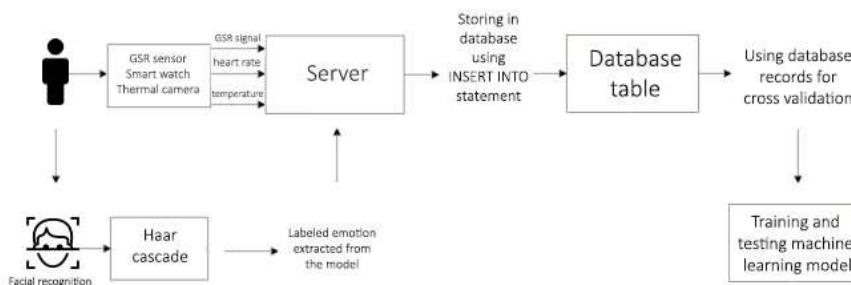 GSR sensor
Smart watch
Thermal camera
GSR signal
heart rate
temperature
Server
Storing in
database
using
INSERT INTO
statement
Database
table
Using database
records for
cross validation
Facial recognition
Haar
cascade
Labeled emotion
extracted from
the model
Training and
testing machine
learning model